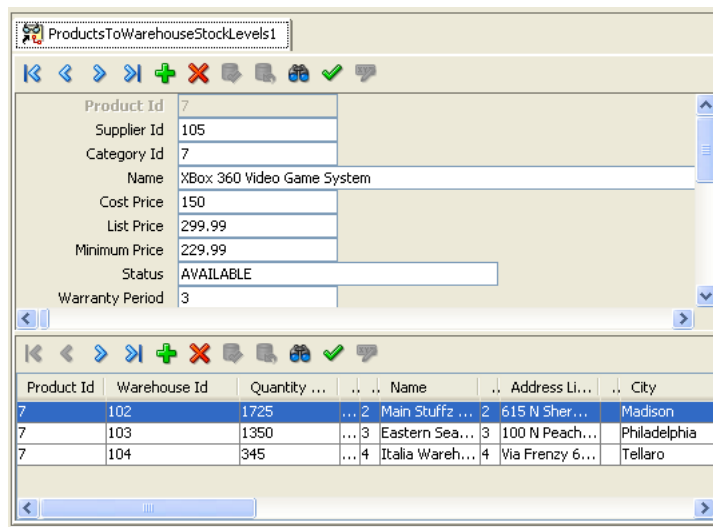 ProductsToWarehouseStockLevels1
Product Id 7
Supplier Id 105
Category Id 7
Name XBox 360 Video Game System
Cost Price 150
List Price 299.99
Minimum Price 229.99
Status AVAILABLE
Warranty Period 3
Product Id Warehouse Id Quantity ... .. .. Name .. Address Li... .. City
7 102 1725 ... 2 Main Stuffz ... 2 615 N Sher... Madison
7 103 1350 ... 3 Eastern Sea... 3 100 N Peach... Philadelphia
7 104 345 ... 4 Italia Wareh... 4 Via Frenzy 6... Tellaro